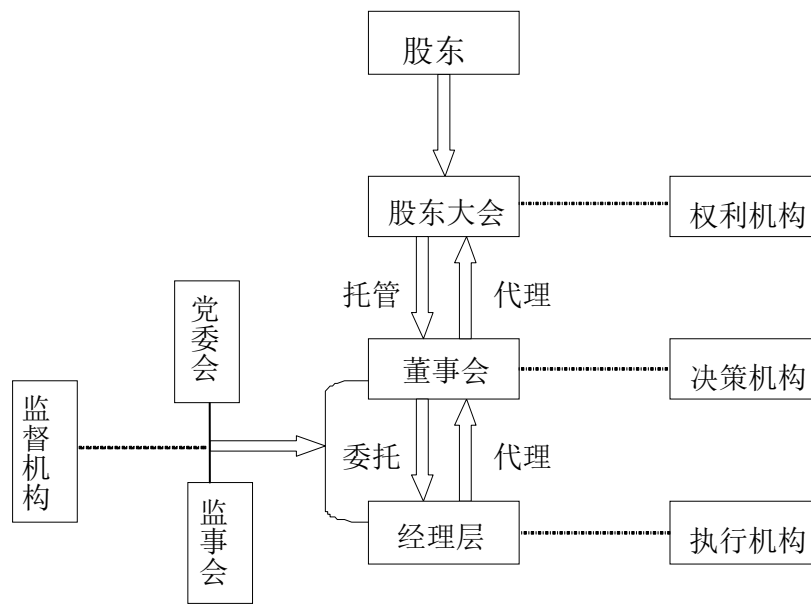 股东
股东大会
权利机构
托管
代理
党委会
董事会
决策机构
监督机构
委托
代理
监事会
经理层
执行机构